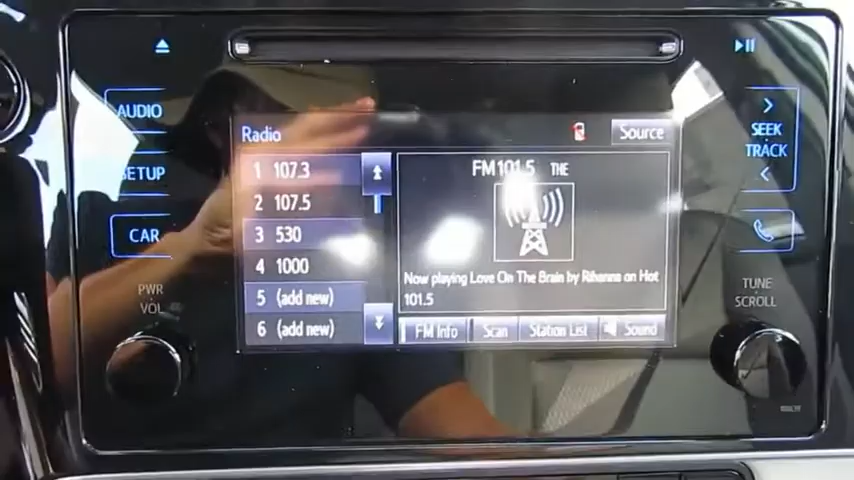 AUDIO
SETUP
CAR
PWR
VOL
Radio
Source
1 107.3
2 107.5
3 530
4 1000
5 (add new)
6 (add new)
FM101.5 THE
Now playing Love On The Brain by Rihanna on Hot
101.5
FM Info
Scan
Station List
Sound
SEEK
TRACK
TUNE
SCROLL